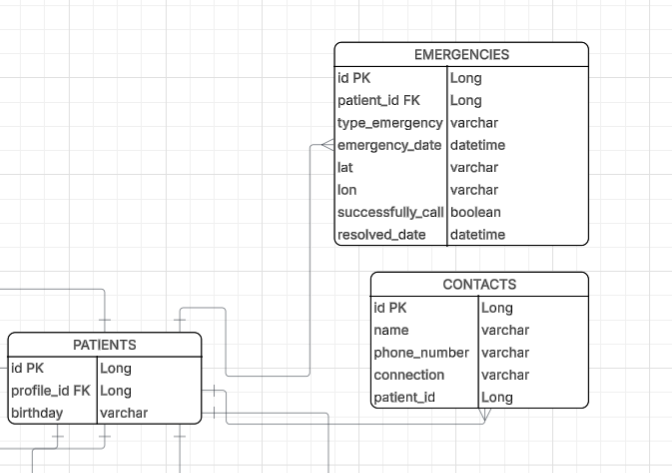 EMERGENCIES
id PK Long
patient_id FK Long
type_emergency varchar
emergency_date datetime
lat varchar
lon varchar
successfully_call boolean
resolved_date datetime
CONTACTS
id PK Long
name varchar
phone_number varchar
connection varchar
patient_id Long
PATIENTS
id PK Long
profile_id FK Long
birthday varchar